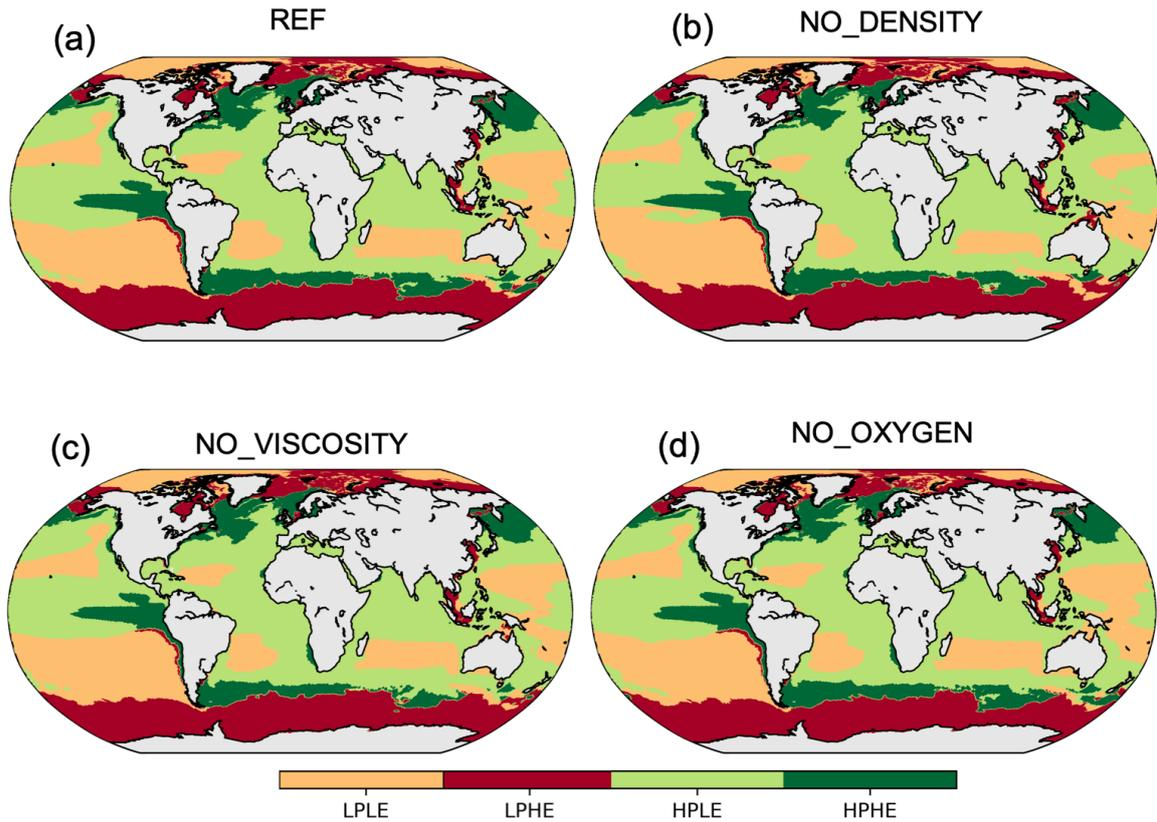 (a) REF
(b) NO_DENSITY
(c) NO_VISCOSITY
(d) NO_OXYGEN
LPLE LPHE HPLE HPHE